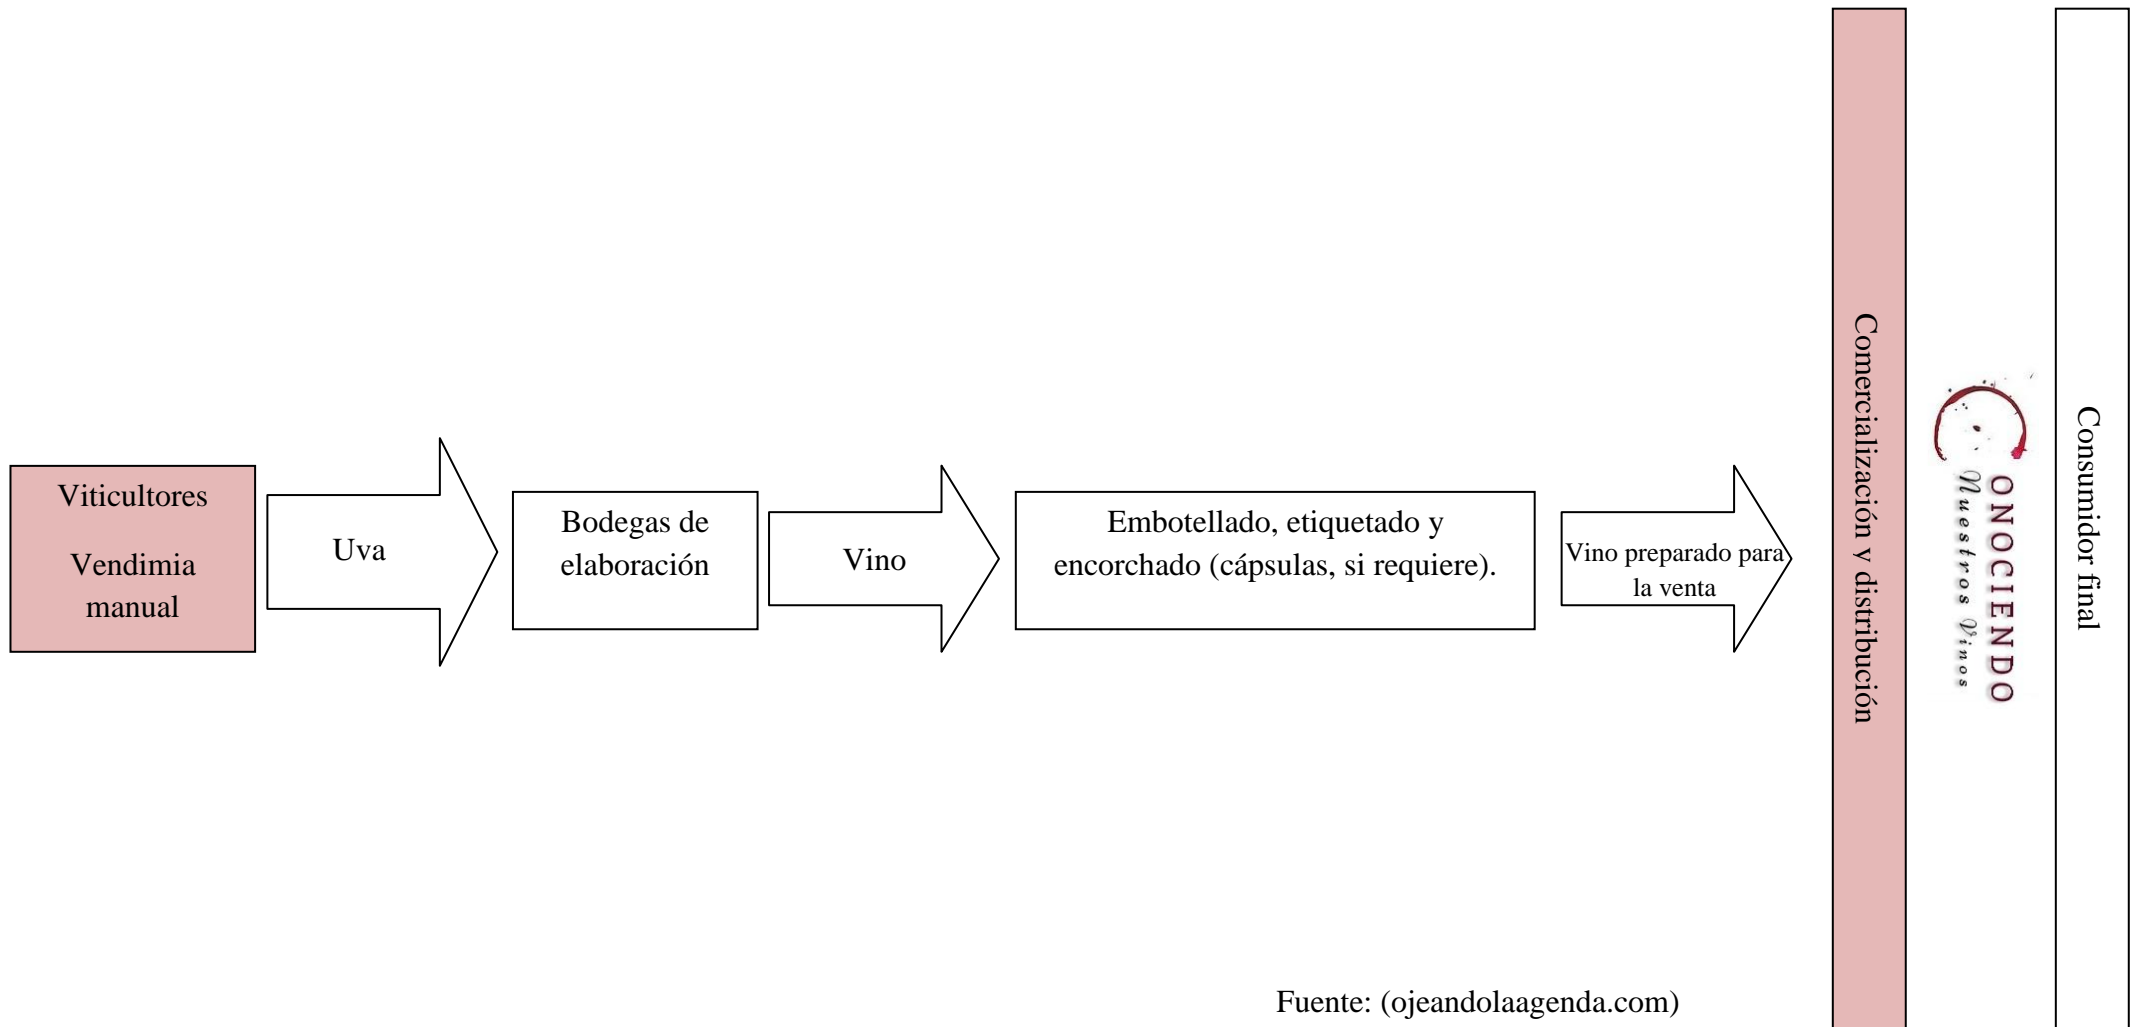 Viticultores
Vendimia
manual
Uva
Bodegas de
elaboración
Vino
Embotellado, etiquetado y
encorchado (cápsulas, si requiere).
Vino preparado para
la venta
Comercialización y distribución
ONOCIENDO
Nuestros Vinos
Consumidor final
Fuente: (ojeandolaagenda.com)